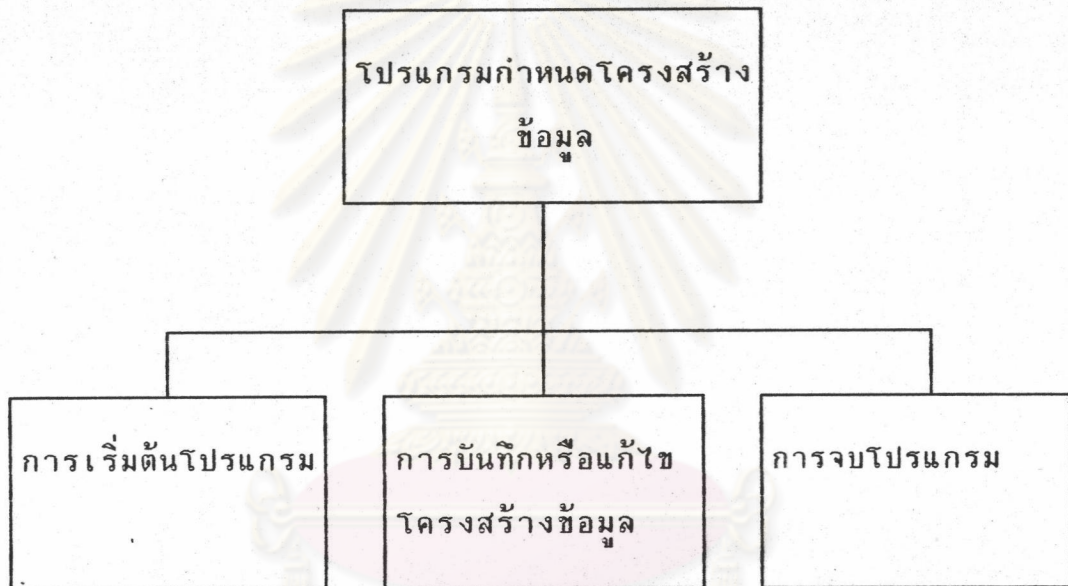 โปรแกรมกำหนดโครงสร้าง
ข้อมูล
การเริ่มต้นโปรแกรม
การบันทึกหรือแก้ไข
โครงสร้างข้อมูล
การจบโปรแกรม